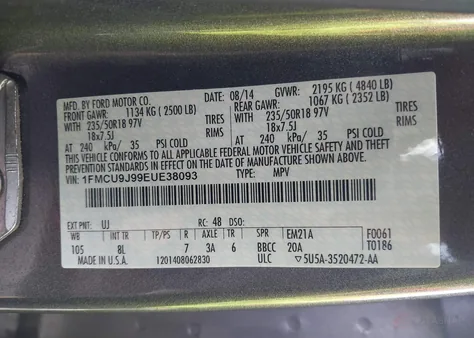 MFD. BY FORD MOTOR CO.
DATE: 08/14 GVWR: 2195 KG ( 4840 LB)
FRONT GAWR: 1134 KG ( 2500 LB) REAR GAWR: 1067 KG ( 2352 LB)
WITH 235/50R18 97V TIRES WITH 235/50R18 97V TIRES
18x7.5J RIMS 18x7.5J RIMS
AT 240 kPa/ 35 PSI COLD AT 240 kPa/ 35 PSI COLD
THIS VEHICLE CONFORMS TO ALL APPLICABLE FEDERAL MOTOR VEHICLE SAFETY AND THEFT
PREVENTION STANDARDS IN EFFECT ON THE DATE OF MANUFACTURE SHOWN ABOVE.
VIN: 1FMCU9J99EUE38093 TYPE: MPV
EXT PNT: UJ RC: 48 DSO:
WB TP/PS R AXLE TR SPR EM21A F0061
105 8L 7 3A 6 BBCC 20A T0186
MADE IN U.S.A. 1201408062830 ULC ▽5U5A-3520472-AA